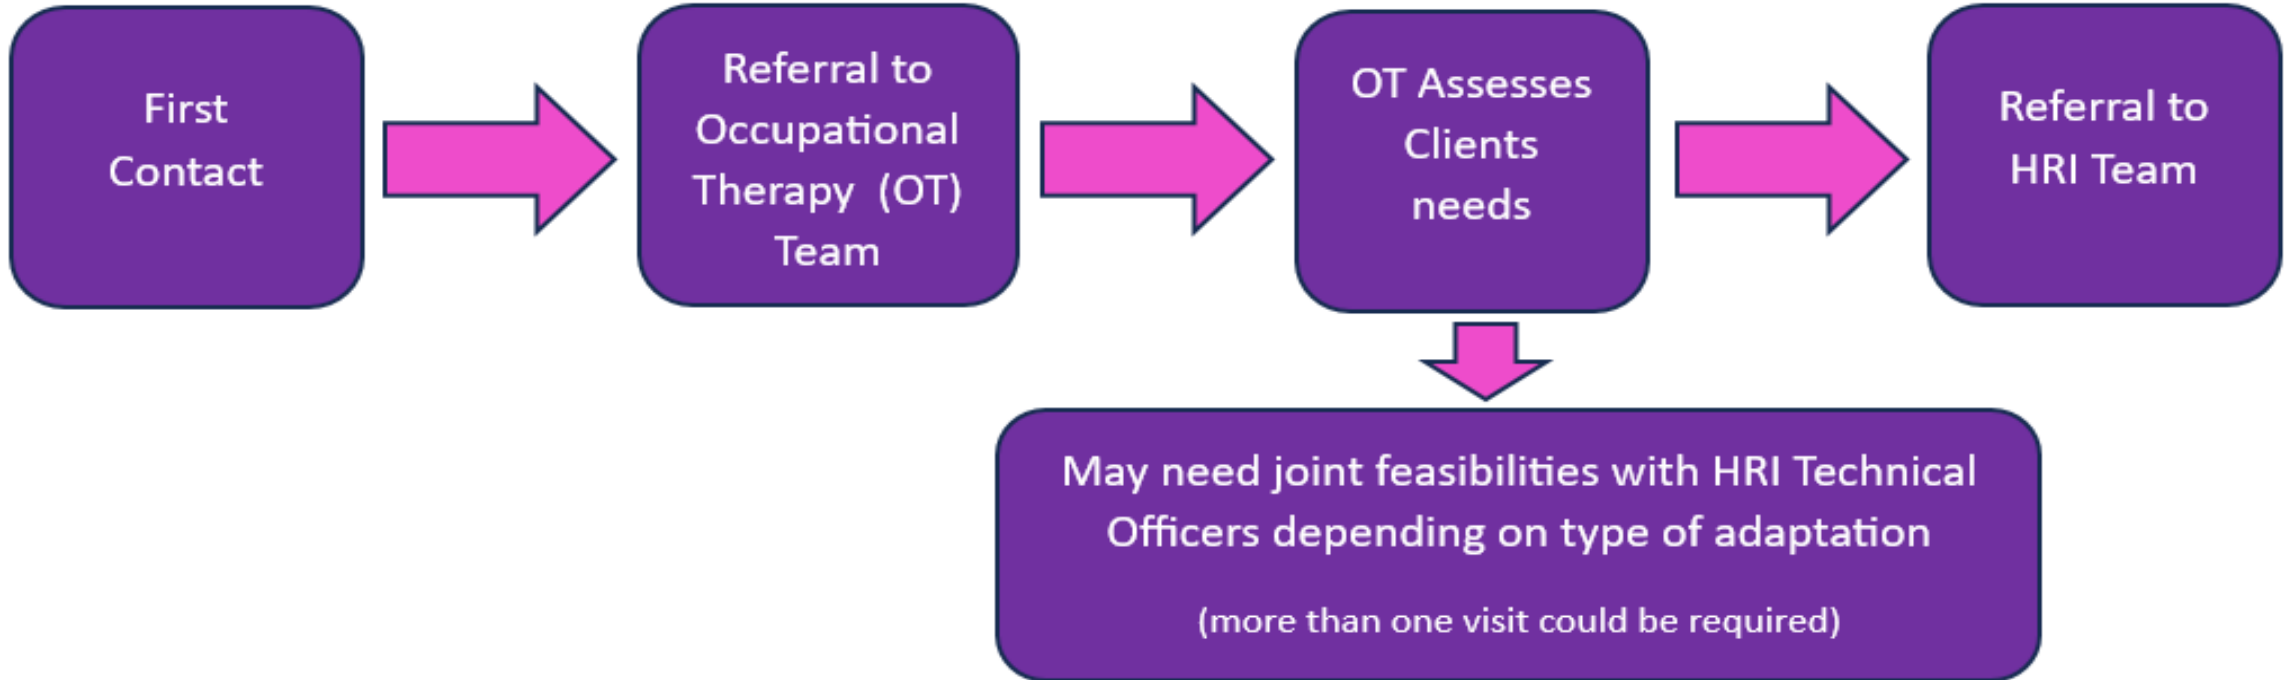 First
Contact
Referral to
Occupational
Therapy  (OT)
Team
OT Assesses
Clients
needs
Referral to
HRI Team
May need joint feasibilities with HRI Technical
Officers depending on type of adaptation
(more than one visit could be required)